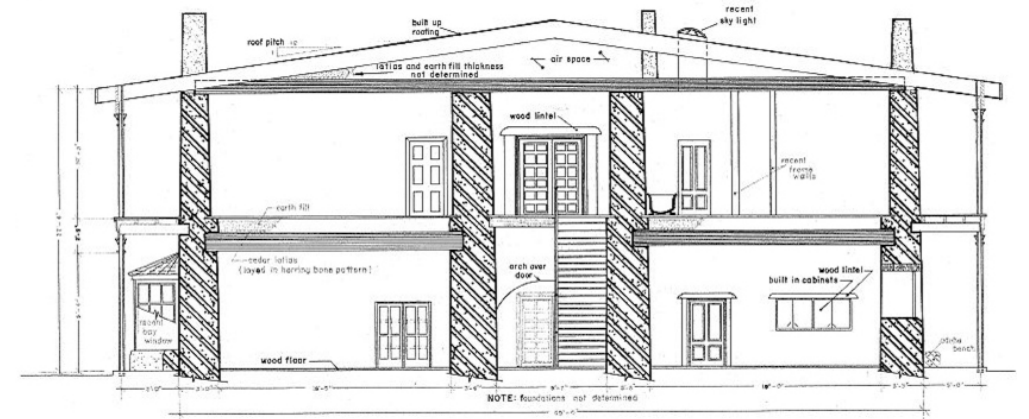 recent
sky light
built up
roofing
roof pitch
12
air space
latias and earth fill thickness
not determined
wood lintel
recent
frame
walls
earth fill
cedar latias
(layed in herring bone pattern)
arch over
door
wood lintel
built in cabinets
recent
bay
window
adobe
bench
wood floor
NOTE: foundations not determined